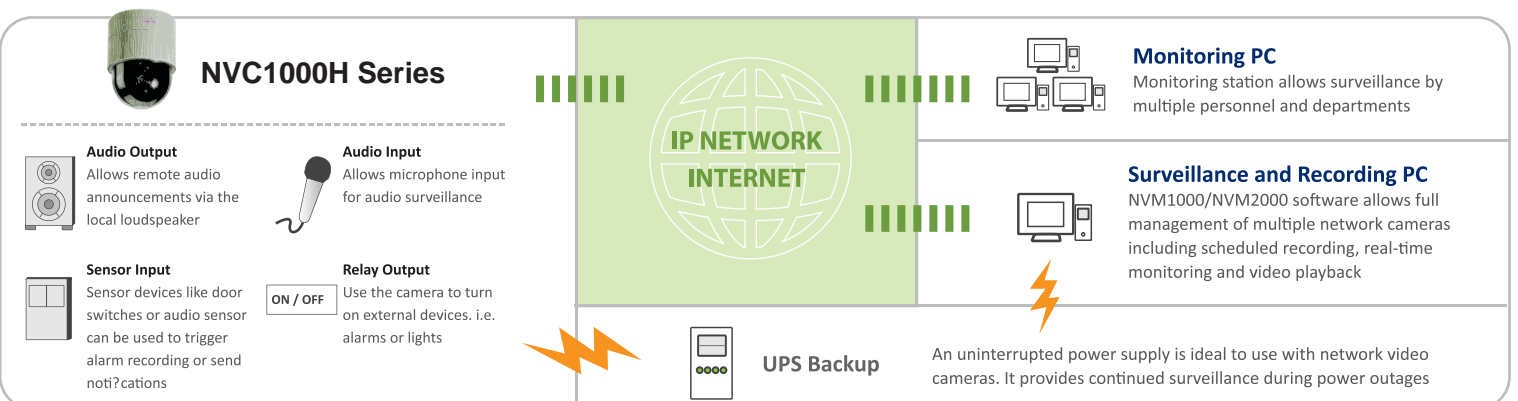 NVC1000H Series
Audio Output
Allows remote audio
announcements via the
local loudspeaker
Audio Input
Allows microphone input
for audio surveillance
Sensor Input
Sensor devices like door
switches or audio sensor
can be used to trigger
alarm recording or send
noti?cations
ON / OFF
Relay Output
Use the camera to turn
on external devices. i.e.
alarms or lights
IP NETWORK
INTERNET
Monitoring PC
Monitoring station allows surveillance by
multiple personnel and departments
Surveillance and Recording PC
NVM1000/NVM2000 software allows full
management of multiple network cameras
including scheduled recording, real-time
monitoring and video playback
UPS Backup
An uninterrupted power supply is ideal to use with network video
cameras. It provides continued surveillance during power outages